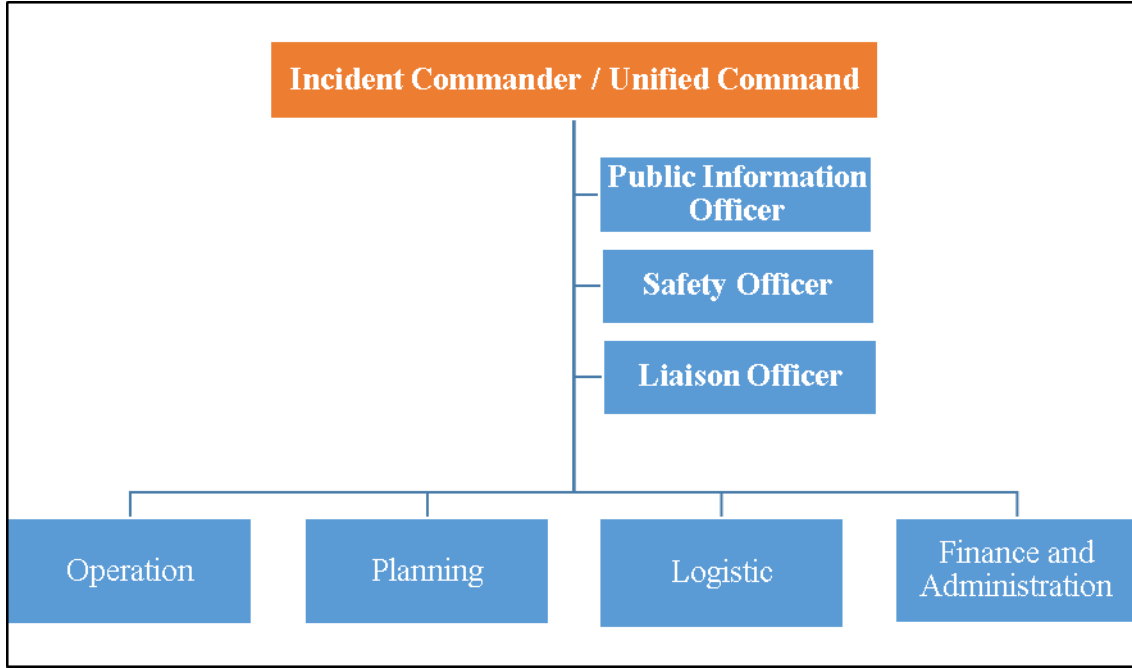 Incident Commander / Unified Command
Public Information
Officer
Safety Officer
Liaison Officer
Operation
Planning
Logistic
Finance and
Administration